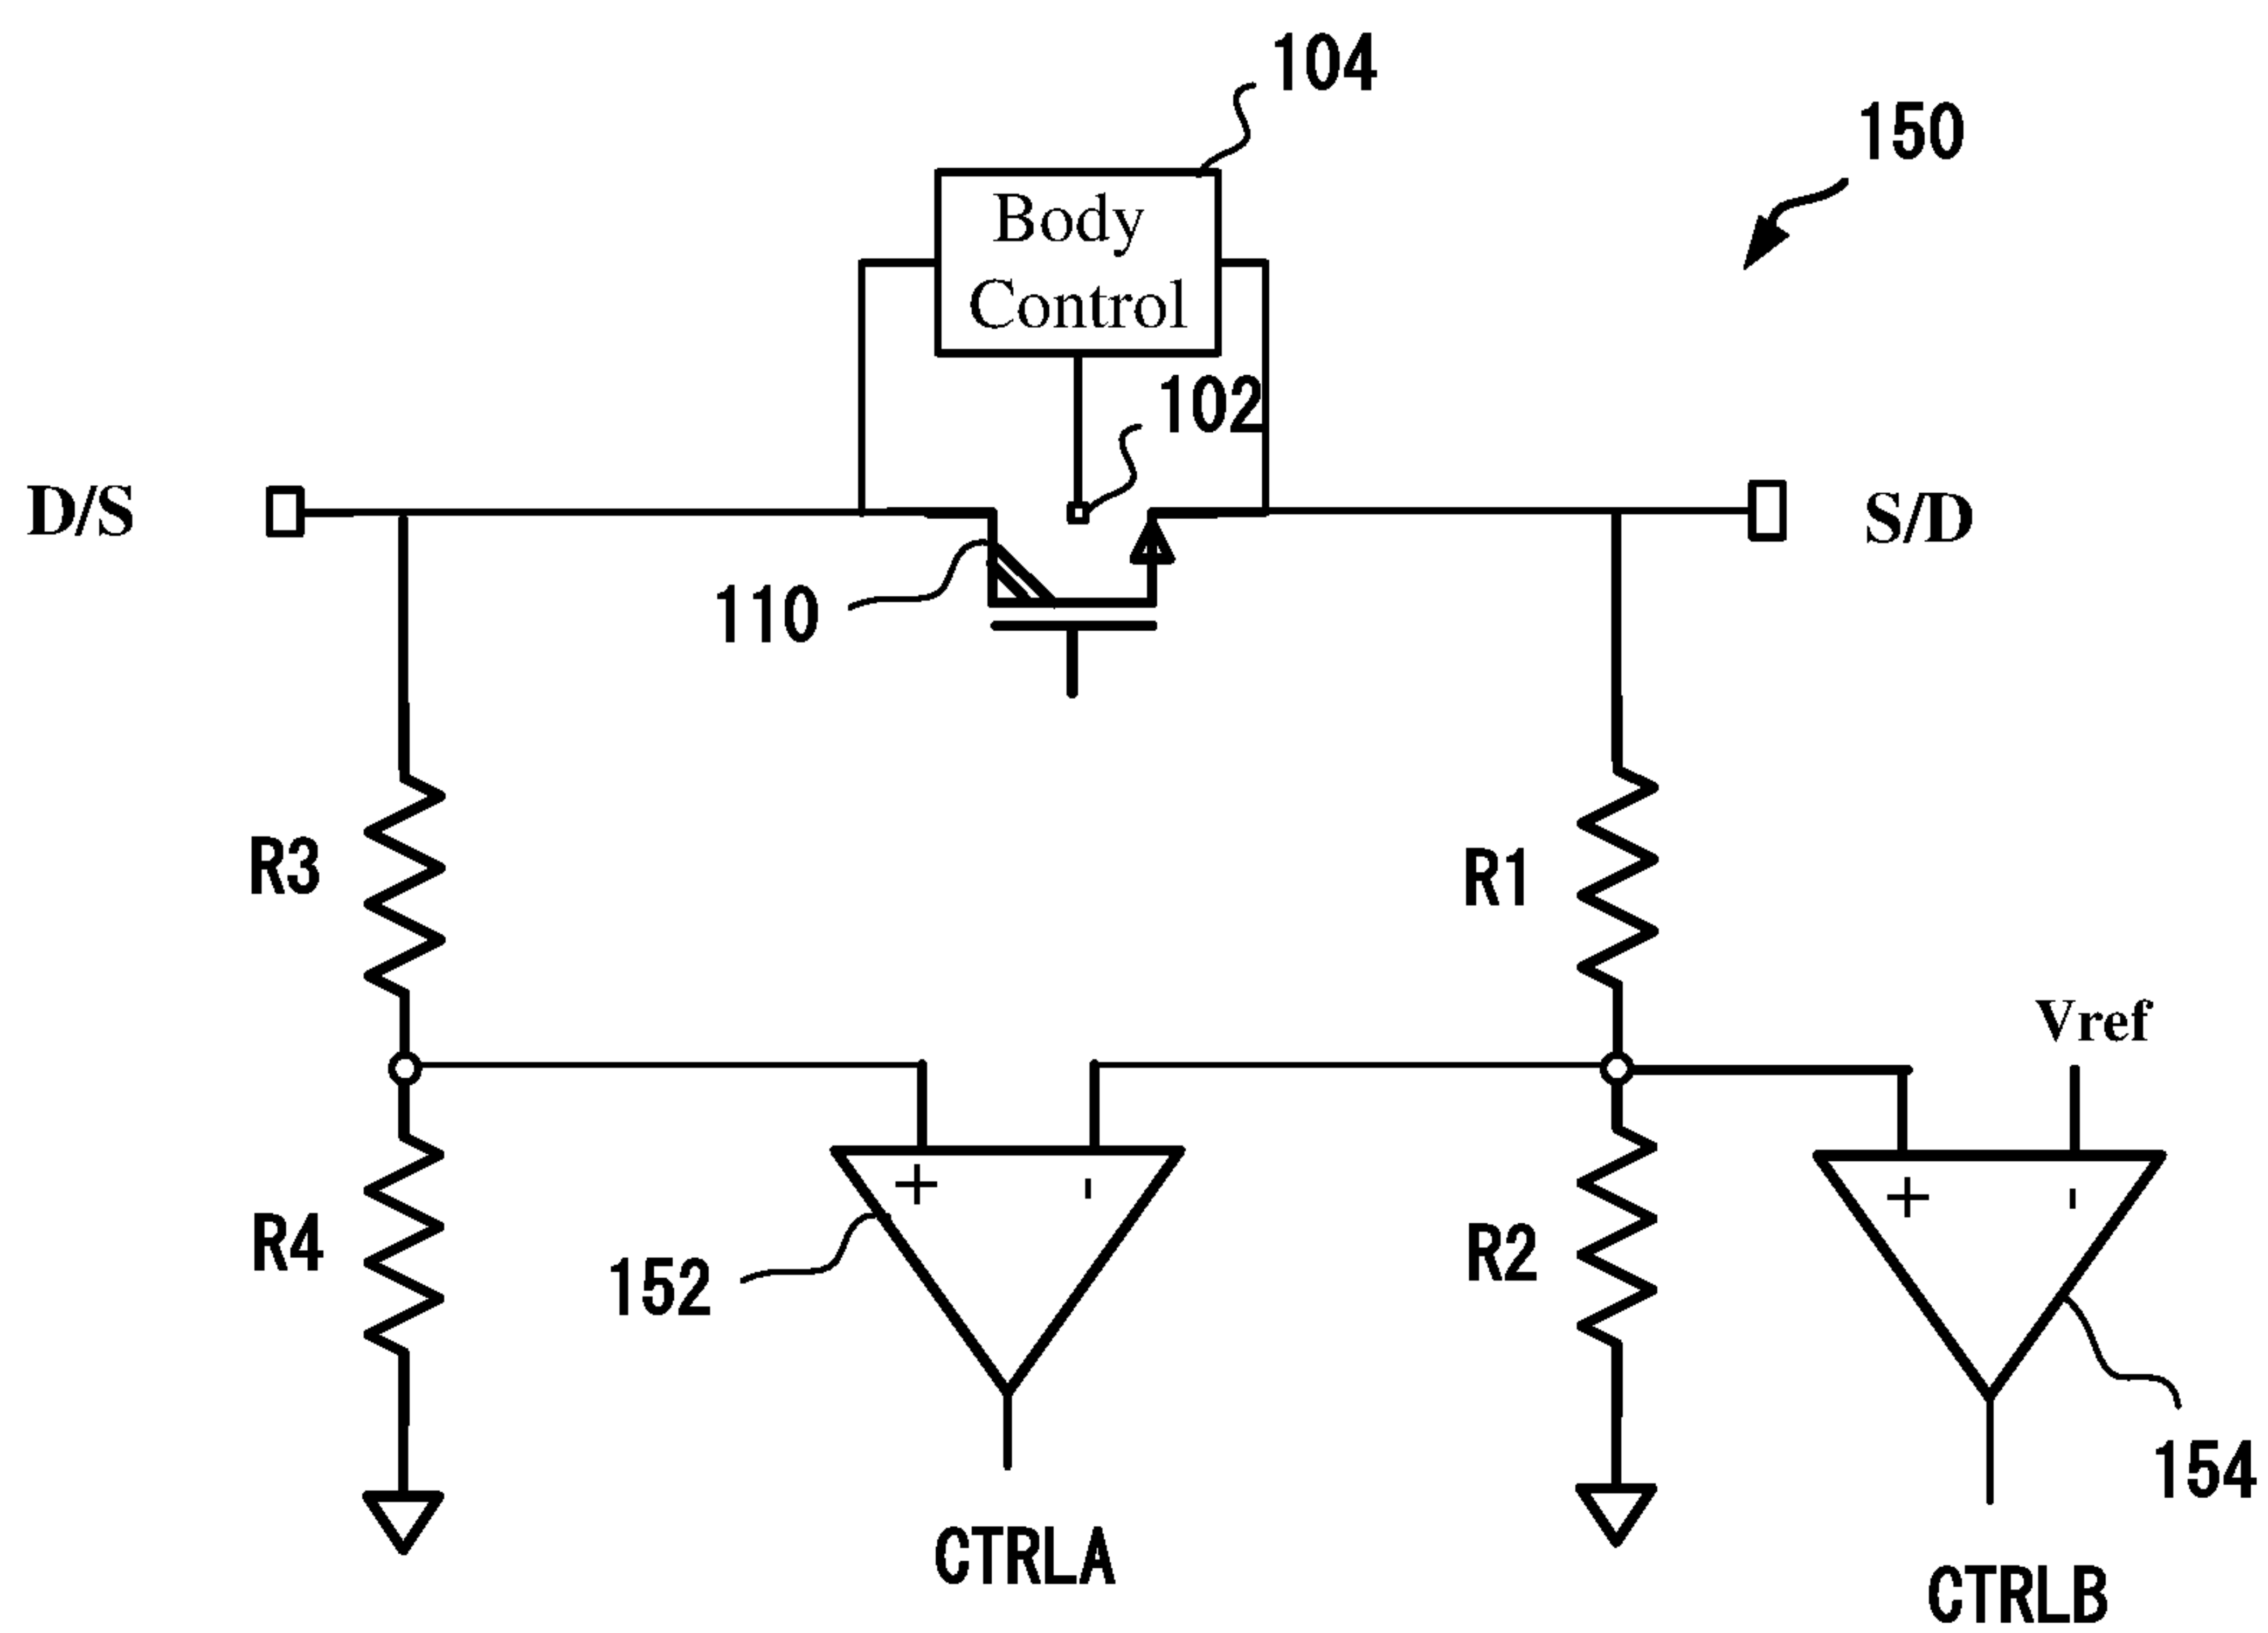 104
150
Body
Control
102
D/S
S/D
110
R3
R1
Vref
+
-
+
-
R4
152
R2
154
CTRLA
CTRLB